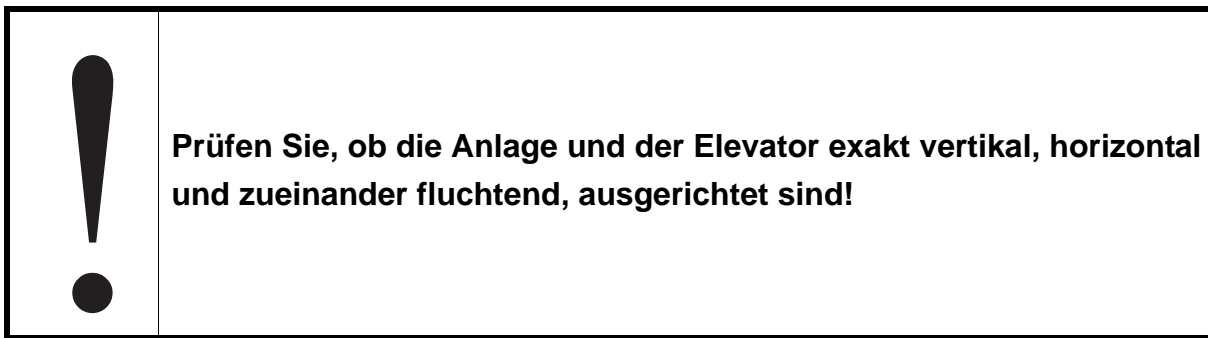 Prüfen Sie, ob die Anlage und der Elevator exakt vertikal, horizontal
und zueinander fluchtend, ausgerichtet sind!